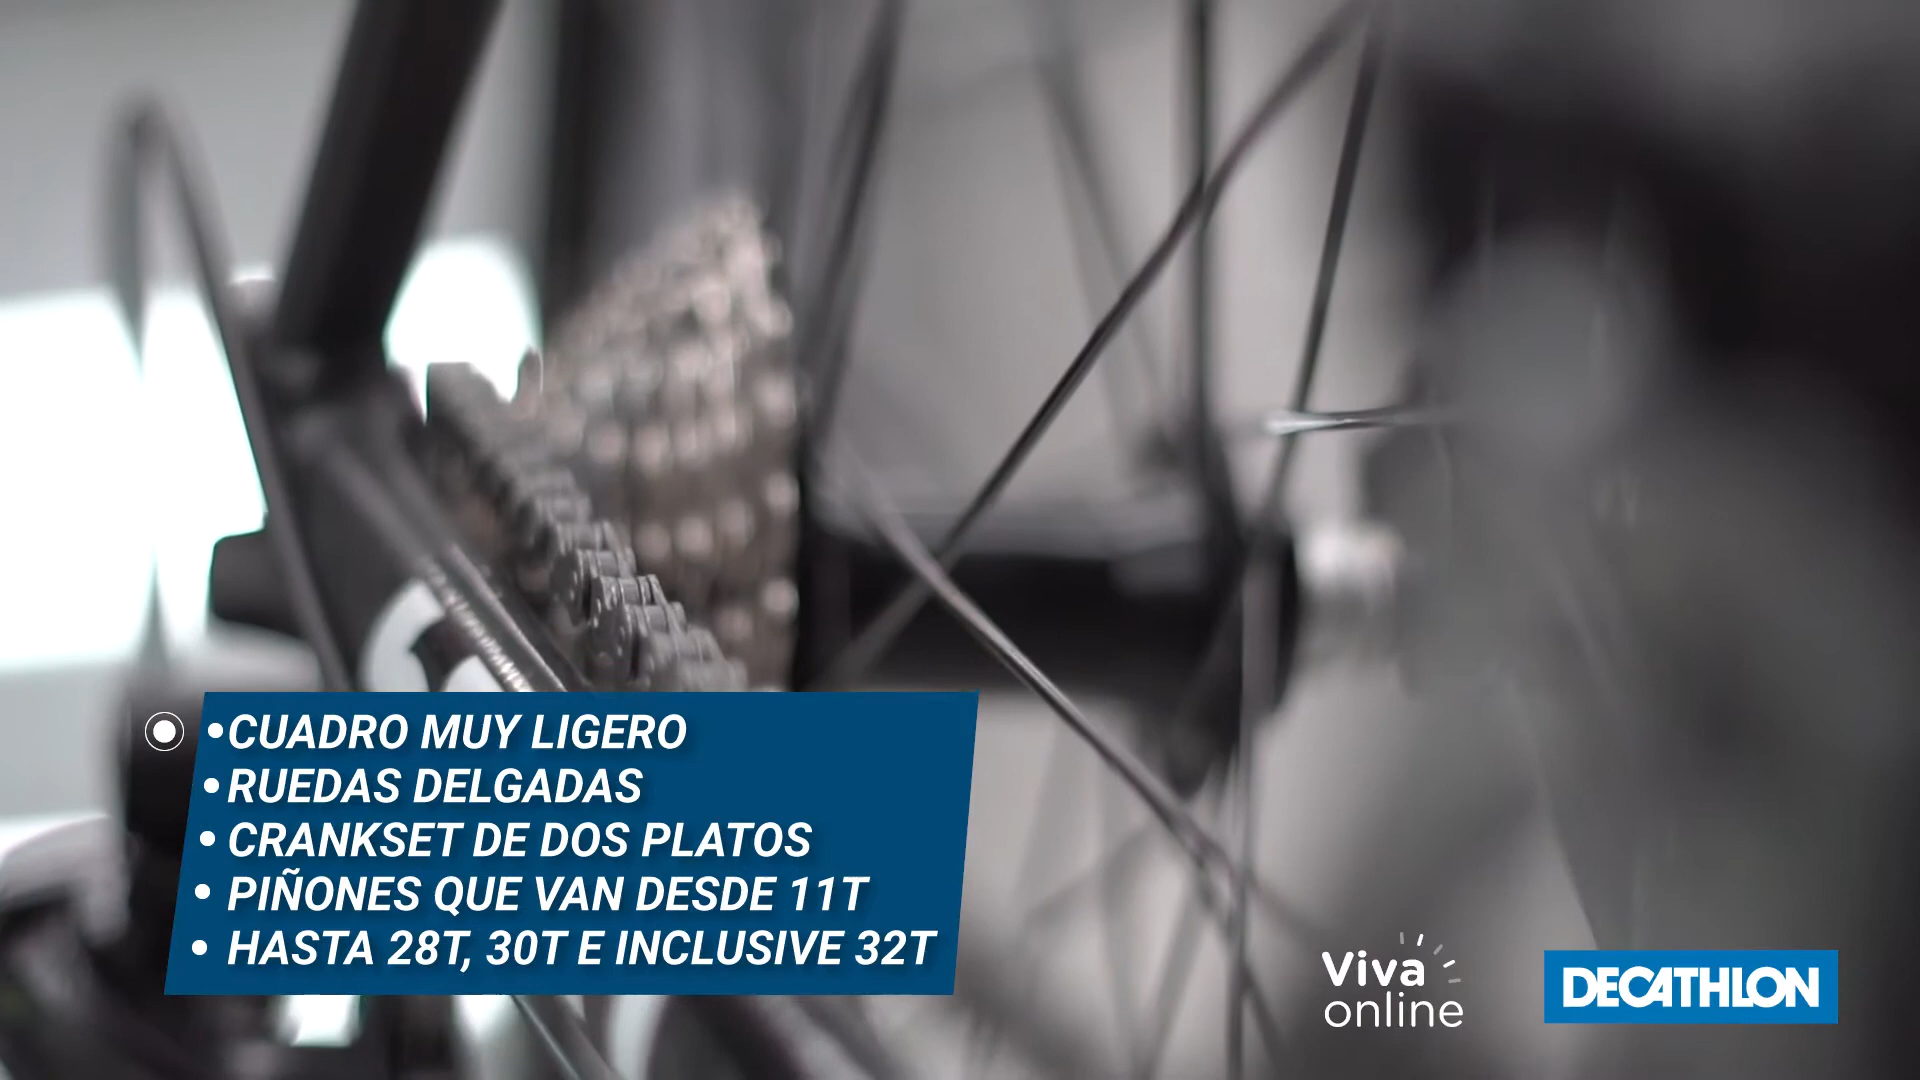 •CUADRO MUY LIGERO
• RUEDAS DELGADAS
• CRANKSET DE DOS PLATOS
• PIÑONES QUE VAN DESDE 11T
• HASTA 28T, 30T E INCLUSIVE 32T
Viva
online
DECATHLON